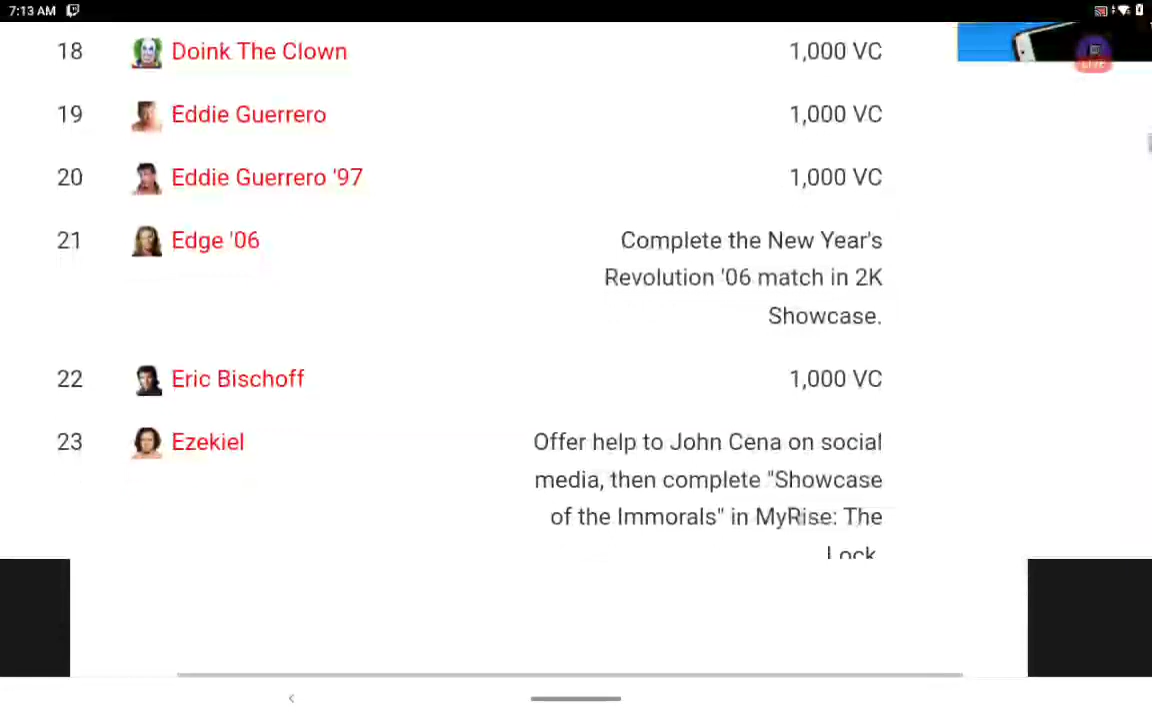 7:13 AM
LIVE
18 Doink The Clown 1,000 VC
19 Eddie Guerrero 1,000 VC
20 Eddie Guerrero '97 1,000 VC
21 Edge '06 Complete the New Year's
Revolution '06 match in 2K
Showcase.
22 Eric Bischoff 1,000 VC
23 Ezekiel Offer help to John Cena on social
media, then complete "Showcase
of the Immorals" in MyRise: The
Lock.